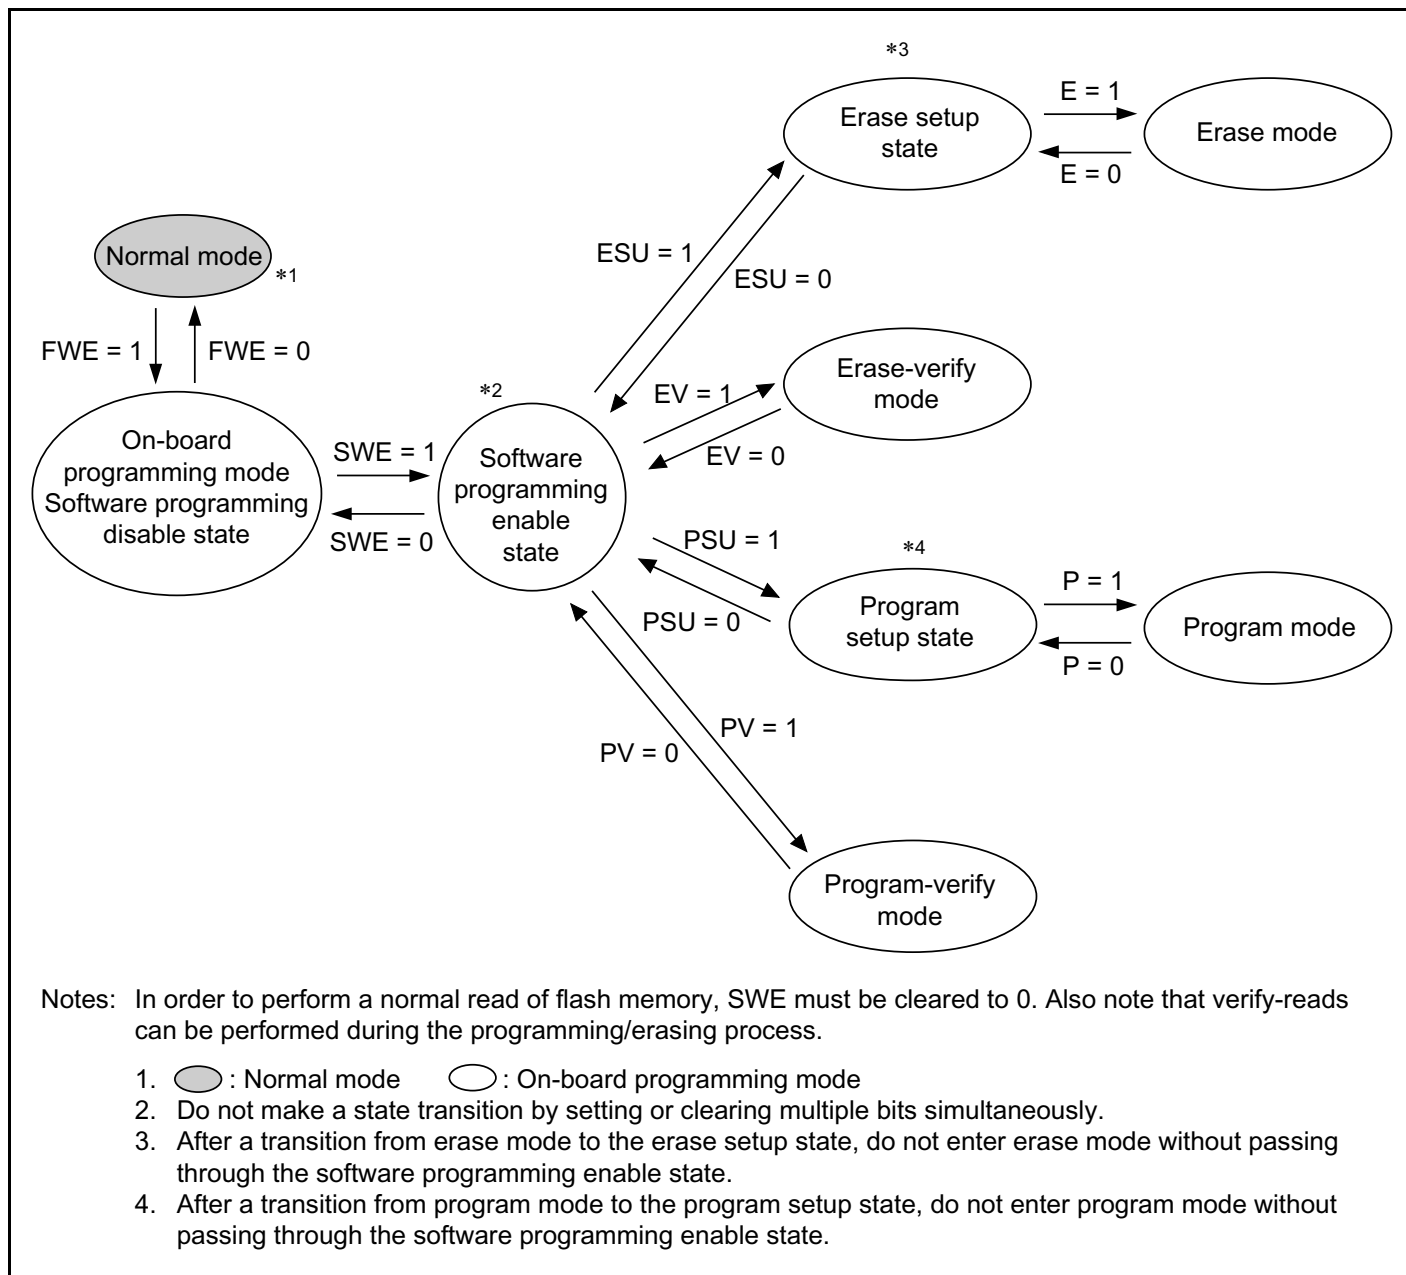 *3
Erase setup
state
E = 1
E = 0
Erase mode
Normal mode
*1
ESU = 1
ESU = 0
FWE = 1
FWE = 0
Erase-verify
mode
*2
EV = 1
EV = 0
On-board
programming mode
Software programming
disable state
SWE = 1
SWE = 0
Software
programming
enable
state
PSU = 1
PSU = 0
*4
Program
setup state
P = 1
P = 0
Program mode
PV = 1
PV = 0
Program-verify
mode
Notes: In order to perform a normal read of flash memory, SWE must be cleared to 0. Also note that verify-reads
can be performed during the programming/erasing process.
1. : Normal mode : On-board programming mode
2. Do not make a state transition by setting or clearing multiple bits simultaneously.
3. After a transition from erase mode to the erase setup state, do not enter erase mode without passing
through the software programming enable state.
4. After a transition from program mode to the program setup state, do not enter program mode without
passing through the software programming enable state.